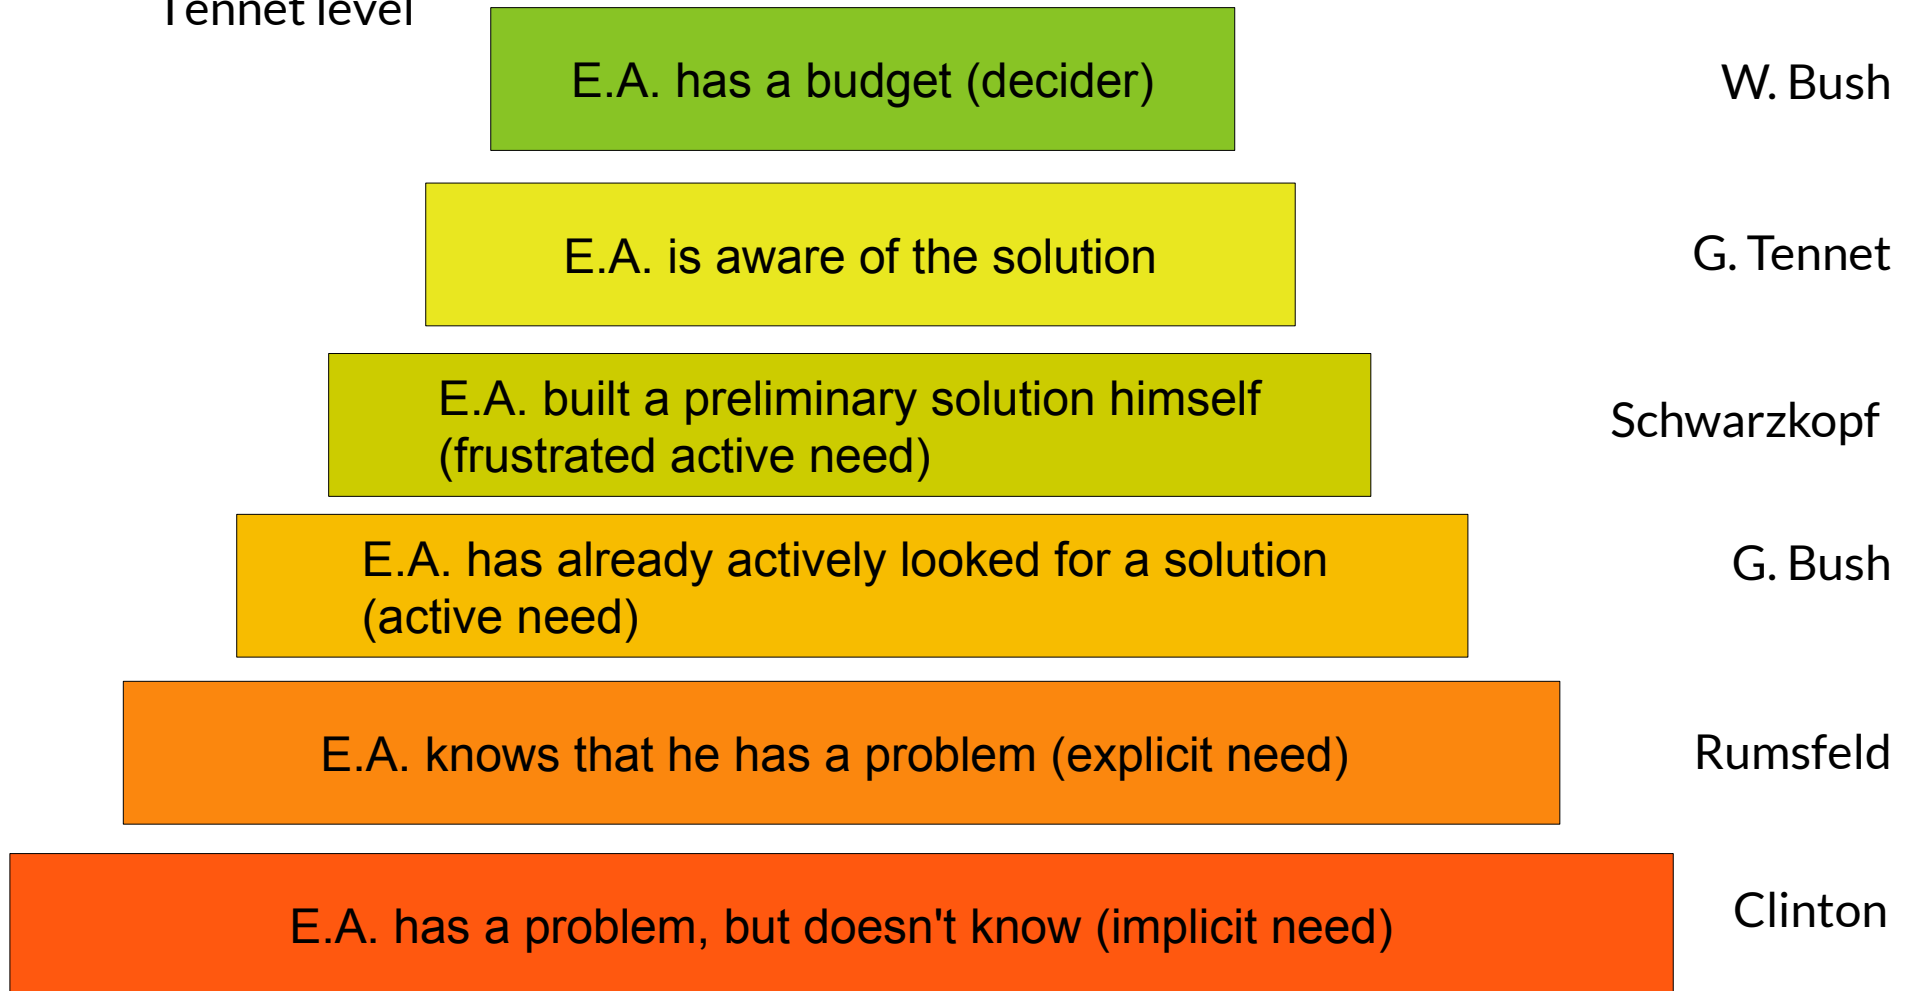 Tennet level
E.A. has a budget (decider)
W. Bush
E.A. is aware of the solution
G. Tennet
E.A. built a preliminary solution himself
(frustrated active need)
Schwarzkopf
E.A. has already actively looked for a solution
(active need)
G. Bush
E.A. knows that he has a problem (explicit need)
Rumsfeld
E.A. has a problem, but doesn't know (implicit need)
Clinton